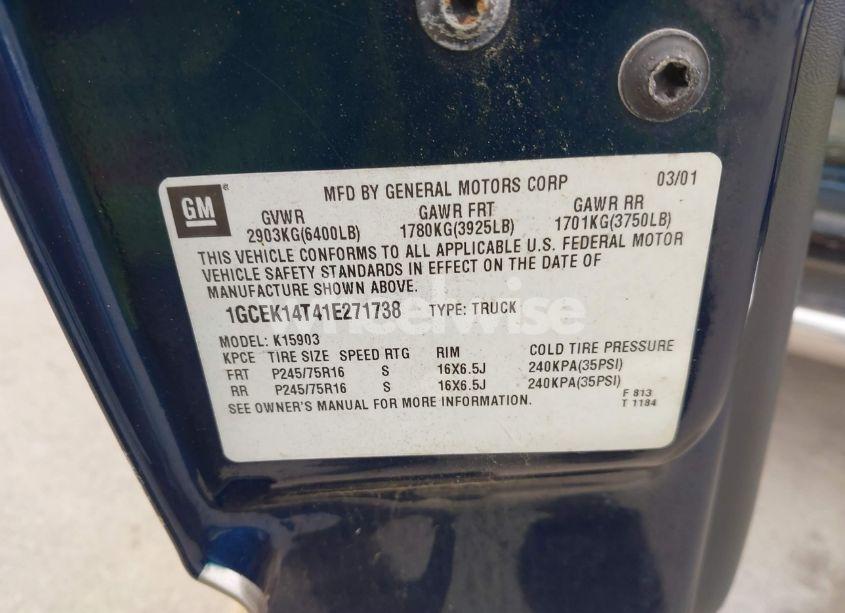 GM
MFD BY GENERAL MOTORS CORP 03/01
GVWR GAWR FRT GAWR RR
2903KG(6400LB) 1780KG(3925LB) 1701KG(3750LB)
THIS VEHICLE CONFORMS TO ALL APPLICABLE U.S. FEDERAL MOTOR
VEHICLE SAFETY STANDARDS IN EFFECT ON THE DATE OF
MANUFACTURE SHOWN ABOVE.
1GCEK14T41E271738 TYPE: TRUCK
wheelwise
MODEL: K15903
KPCE TIRE SIZE SPEED RTG RIM COLD TIRE PRESSURE
FRT P245/75R16 S 16X6.5J 240KPA(35PSI)
RR P245/75R16 S 16X6.5J 240KPA(35PSI)
SEE OWNER'S MANUAL FOR MORE INFORMATION.
F 813
T 1184